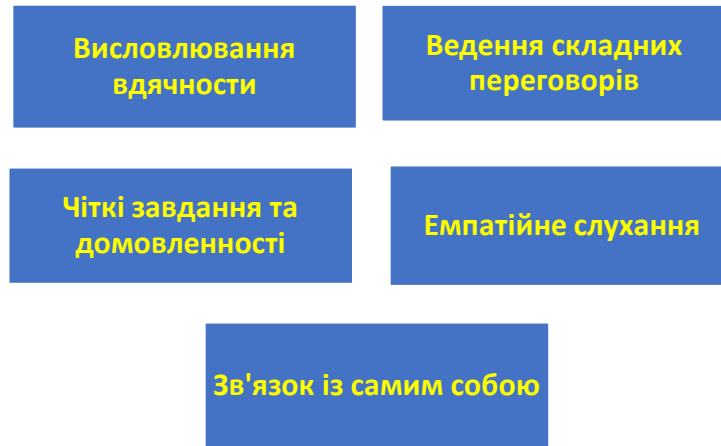 Висловлювання
вдячности
Ведення складних
переговорів
Чіткі завдання та
домовленності
Емпатійне слухання
Зв'язок із самим собою